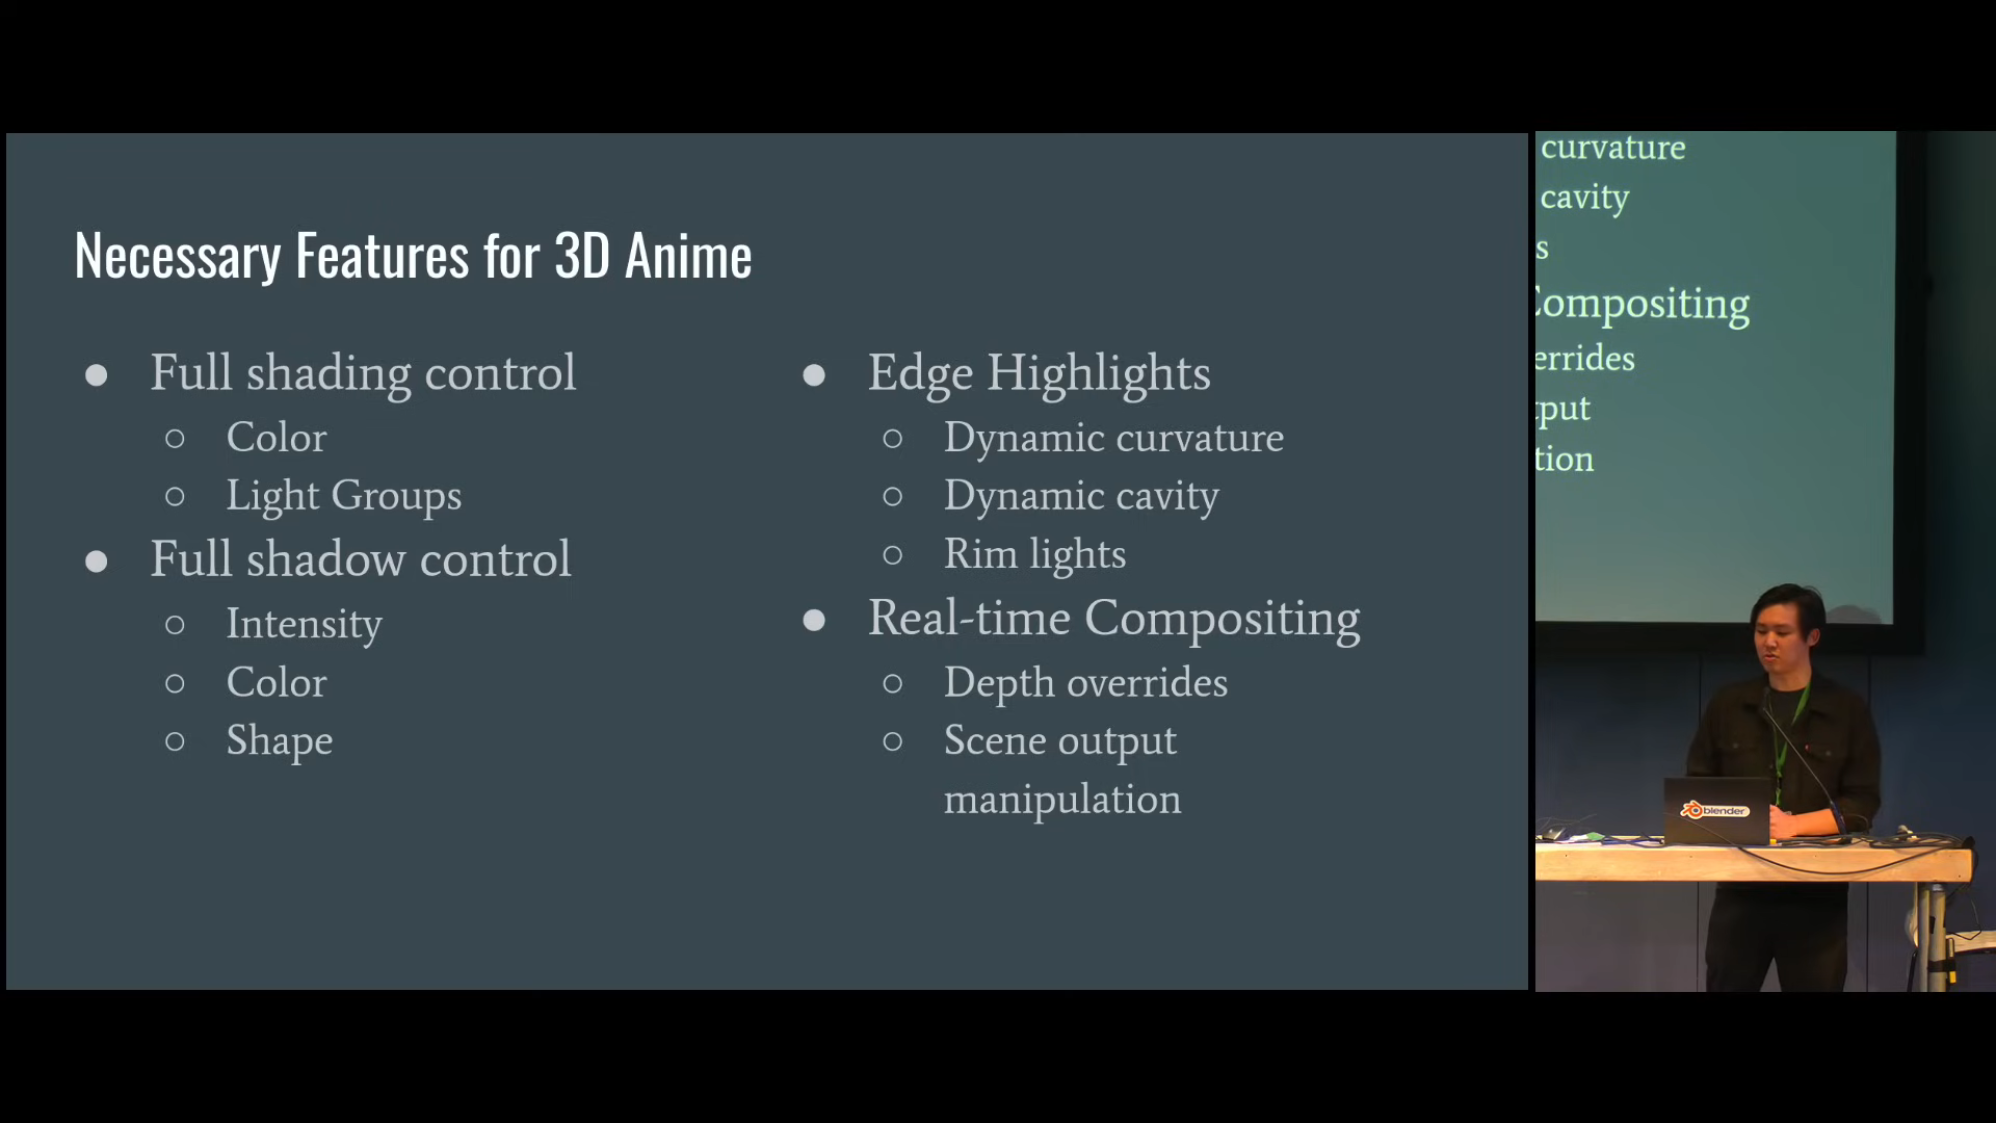 Necessary Features for 3D Anime
● Full shading control
○ Color
○ Light Groups
● Full shadow control
○ Intensity
○ Color
○ Shape
● Edge Highlights
○ Dynamic curvature
○ Dynamic cavity
○ Rim lights
● Real-time Compositing
○ Depth overrides
○ Scene output
manipulation
curvature
cavity
s
ompositing
errides
tput
tion
blender